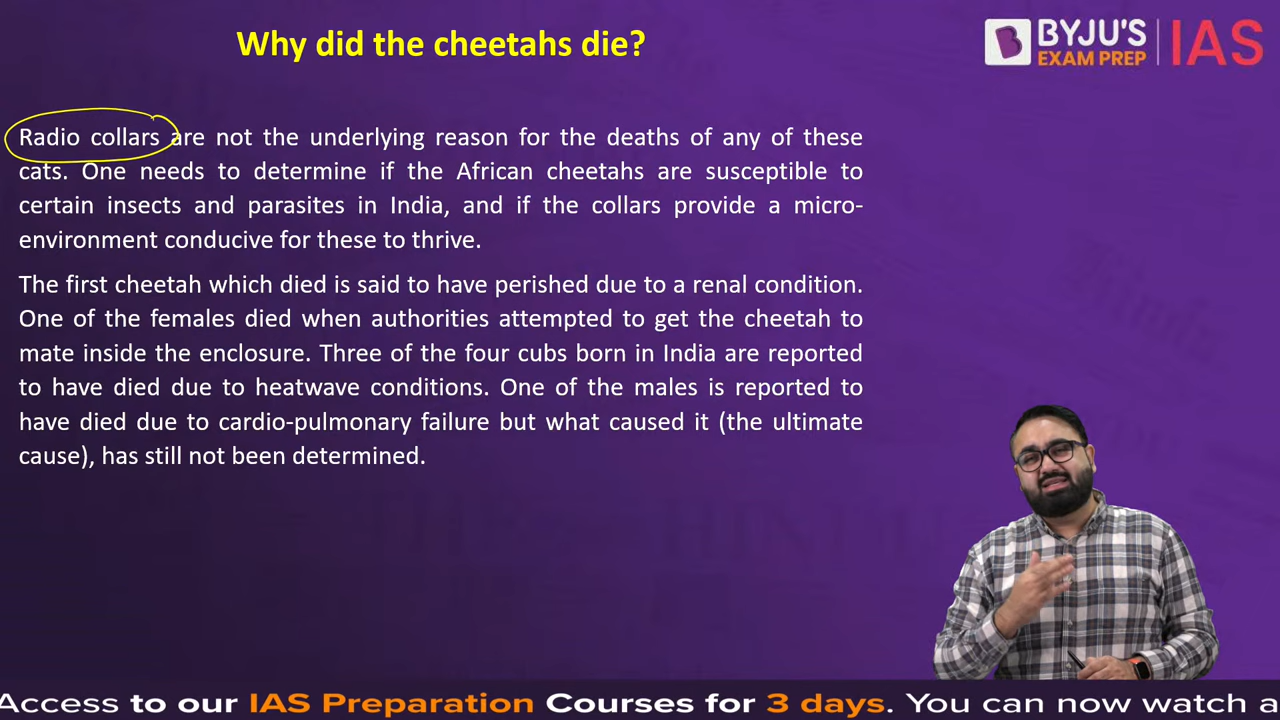 Why did the cheetahs die?
BYJU'S
EXAM PREP
IAS
Radio collars are not the underlying reason for the deaths of any of these
cats. One needs to determine if the African cheetahs are susceptible to
certain insects and parasites in India, and if the collars provide a micro-
environment conducive for these to thrive.
The first cheetah which died is said to have perished due to a renal condition.
One of the females died when authorities attempted to get the cheetah to
mate inside the enclosure. Three of the four cubs born in India are reported
to have died due to heatwave conditions. One of the males is reported to
have died due to cardio-pulmonary failure but what caused it (the ultimate
cause), has still not been determined.
Access to our IAS Preparation Courses for 3 days. You can now watch a